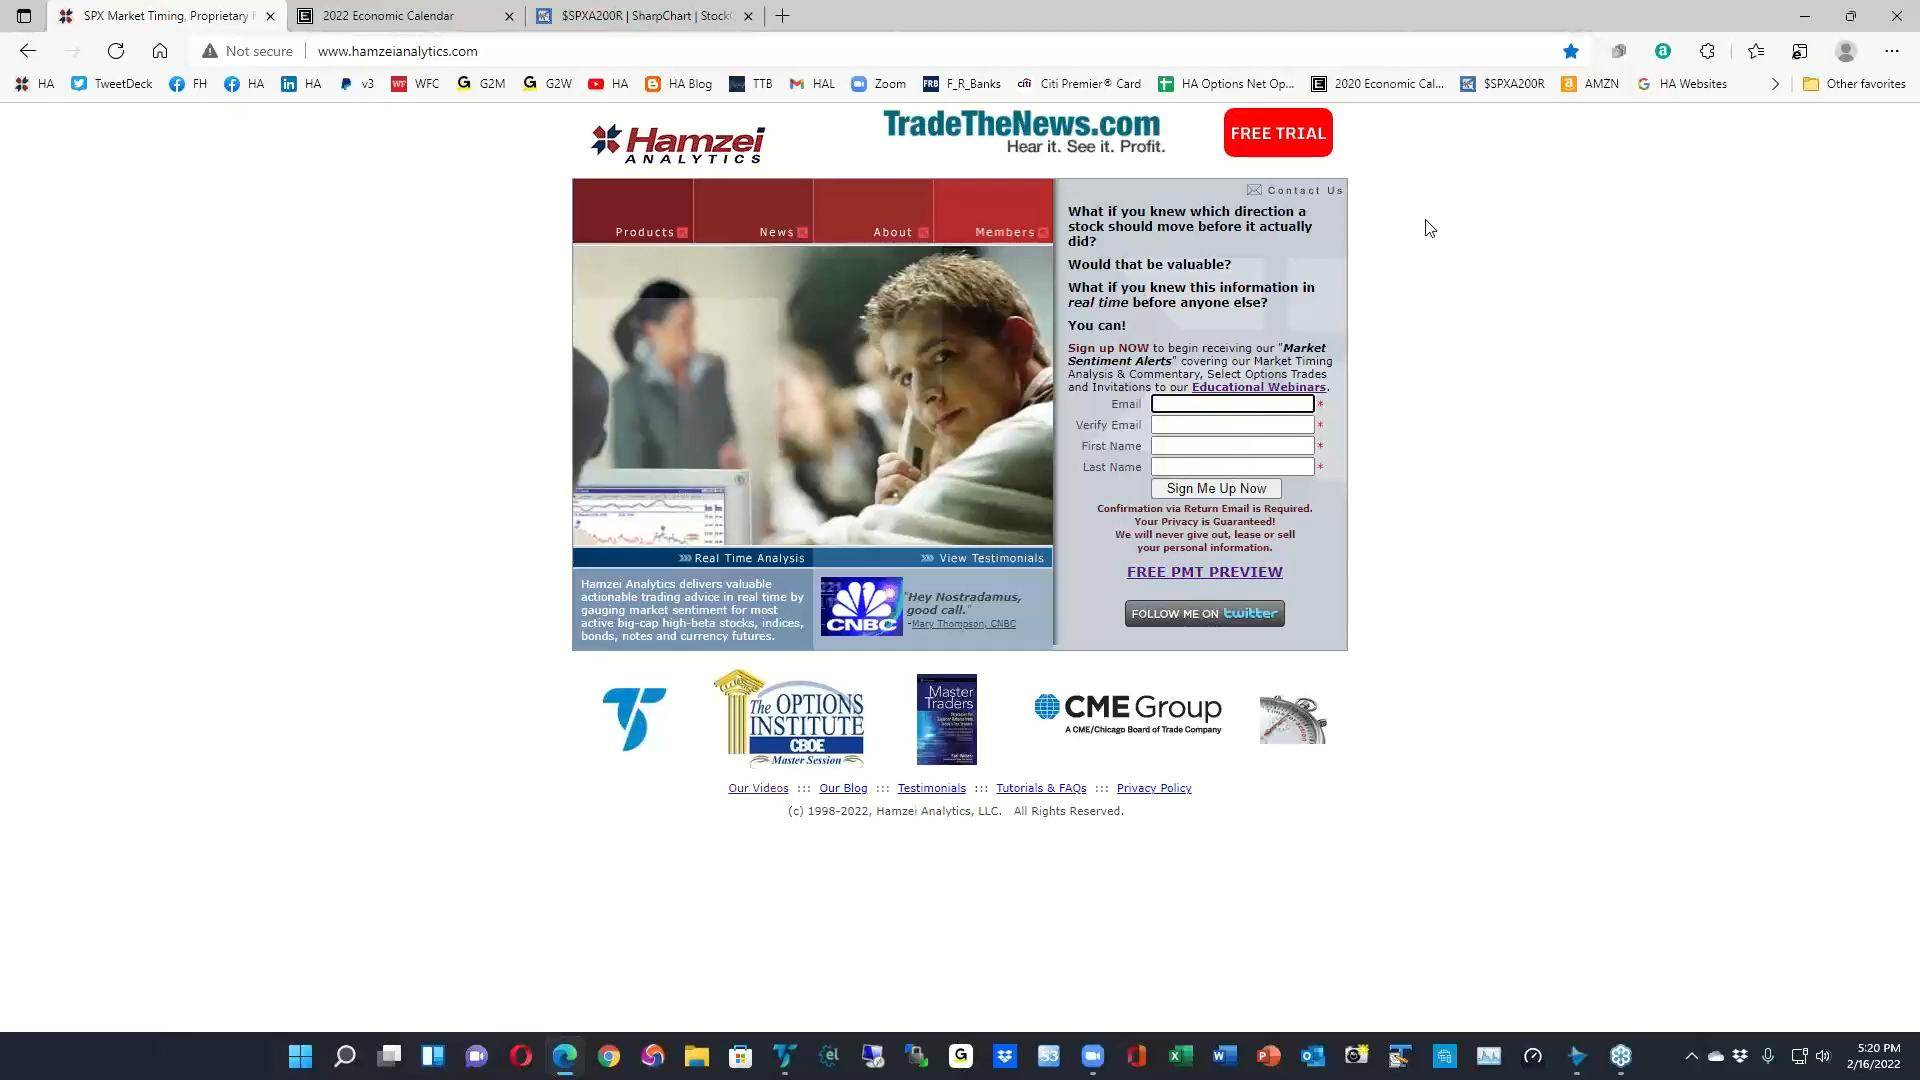 SPX Market Timing, Proprietary
2022 Economic Calendar
$SPXA200R | SharpChart | Stock
Not secure
www.hamzeianalytics.com
HA
TweetDeck
FH
HA
HA
v3
WFC
G2M
G2W
HA
HA Blog
TTB
HAL
Zoom
FRB
F_R_Banks
citi
Citi Premier® Card
HA Options Net Op...
2020 Economic Cal...
$SPXA200R
AMZN
HA Websites
Other favorites
Hamzei
ANALYTICS
TradeTheNews.com
Hear it. See it. Profit.
FREE TRIAL
Products
News
About
Members
Contact Us
What if you knew which direction a
stock should move before it actually
did?
Would that be valuable?
What if you knew this information in
real time before anyone else?
You can!
Sign up NOW to begin receiving our "Market
Sentiment Alerts" covering our Market Timing
Analysis & Commentary, Select Options Trades
and Invitations to our Educational Webinars.
Email *
Verify Email *
First Name *
Last Name *
Sign Me Up Now
Confirmation via Return Email is Required.
Your Privacy is Guaranteed!
We will never give out, lease or sell
your personal information.
FREE PMT PREVIEW
FOLLOW ME ON twitter
Real Time Analysis
View Testimonials
Hamzei Analytics delivers valuable
actionable trading advice in real time by
gauging market sentiment for most
active big-cap high-beta stocks, indices,
bonds, notes and currency futures.
CNBC
"Hey Nostradamus,
good call."
-Mary Thompson, CNBC
The OPTIONS
INSTITUTE
CBOE
Master Session
Master
Traders
CME Group
A CME/Chicago Board of Trade Company
Our Videos ::: Our Blog ::: Testimonials ::: Tutorials & FAQs ::: Privacy Policy
(c) 1998-2022, Hamzei Analytics, LLC. All Rights Reserved.
5:20 PM
2/16/2022